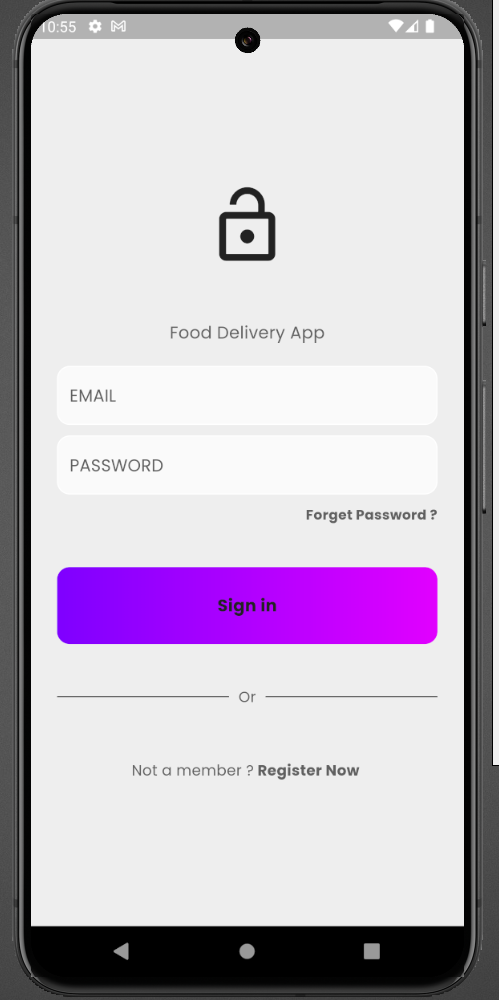 10:55
Food Delivery App
EMAIL
PASSWORD
Forget Password ?
Sign in
Or
Not a member ? Register Now